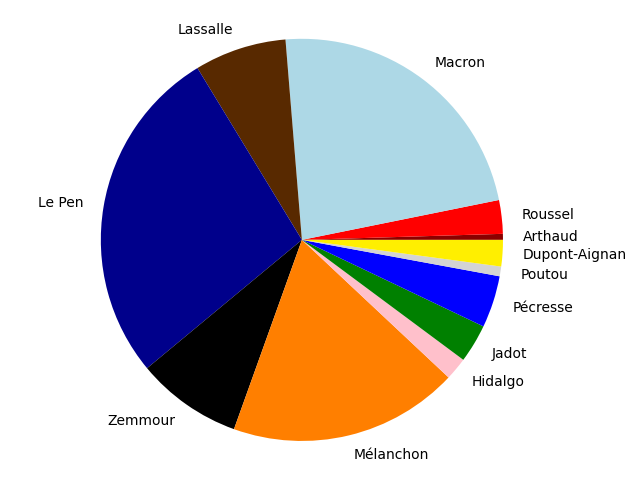 Lassalle
Macron
Le Pen
Roussel
Arthaud
Dupont-Aignan
Poutou
Pécresse
Jadot
Hidalgo
Zemmour
Mélanchon